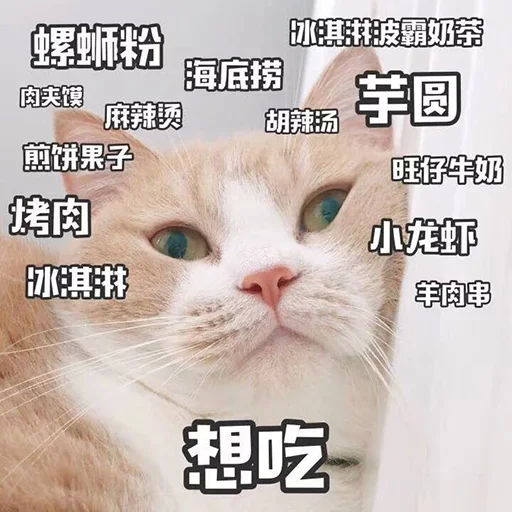 冰淇淋波霸奶茶
螺蛳粉
海底捞
肉夹馍
芋圆
麻辣烫
胡辣汤
煎饼果子
旺仔牛奶
烤肉
小龙虾
冰淇淋
羊肉串
想吃